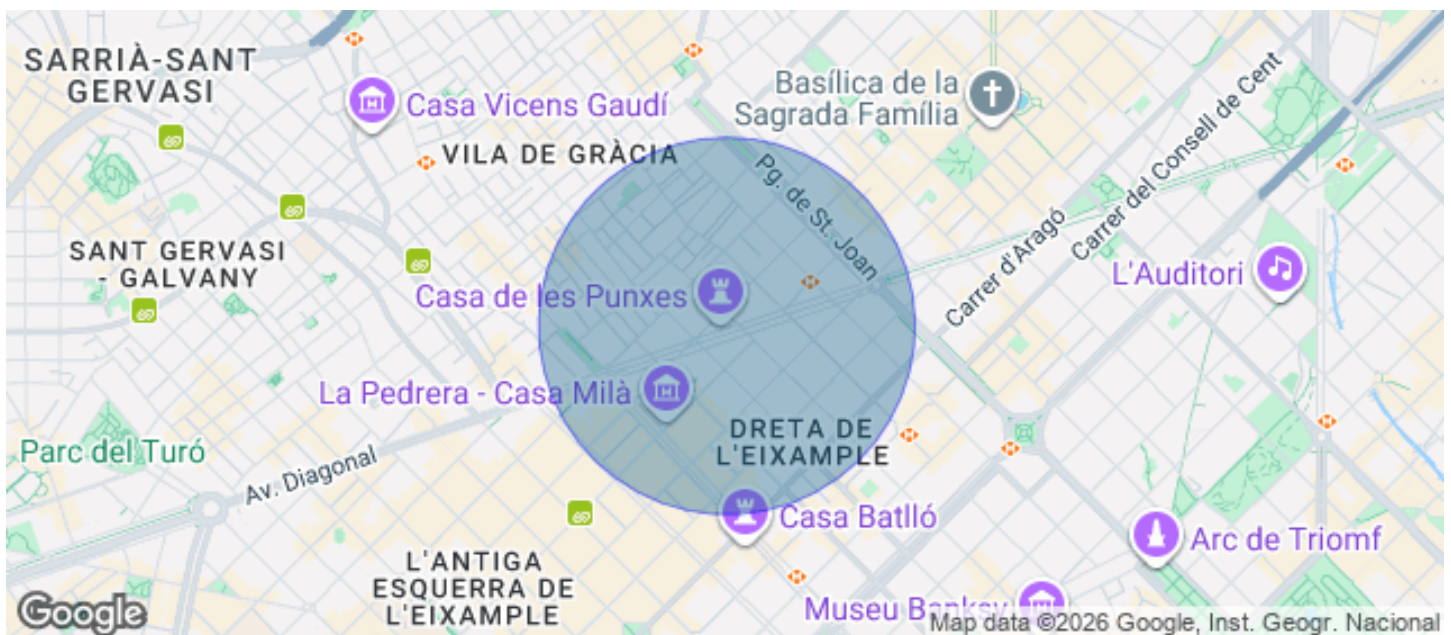 SARRIÀ-SANT
GERVASI
Casa Vicens Gaudí
Basílica de la
Sagrada Família
VILA DE GRÀCIA
Pg. de St. Joan
Carrer d'Aragó
Carrer del Consell de Cent
SANT GERVASI
- GALVANY
L'Auditori
Casa de les Punxes
La Pedrera - Casa Milà
DRETA DE
L'EIXAMPLE
Parc del Turó
Av. Diagonal
Casa Batlló
Arc de Triomf
L'ANTIGA
ESQUERRA DE
L'EIXAMPLE
Museu Banksy
Google
Map data ©2026 Google, Inst. Geogr. Nacional